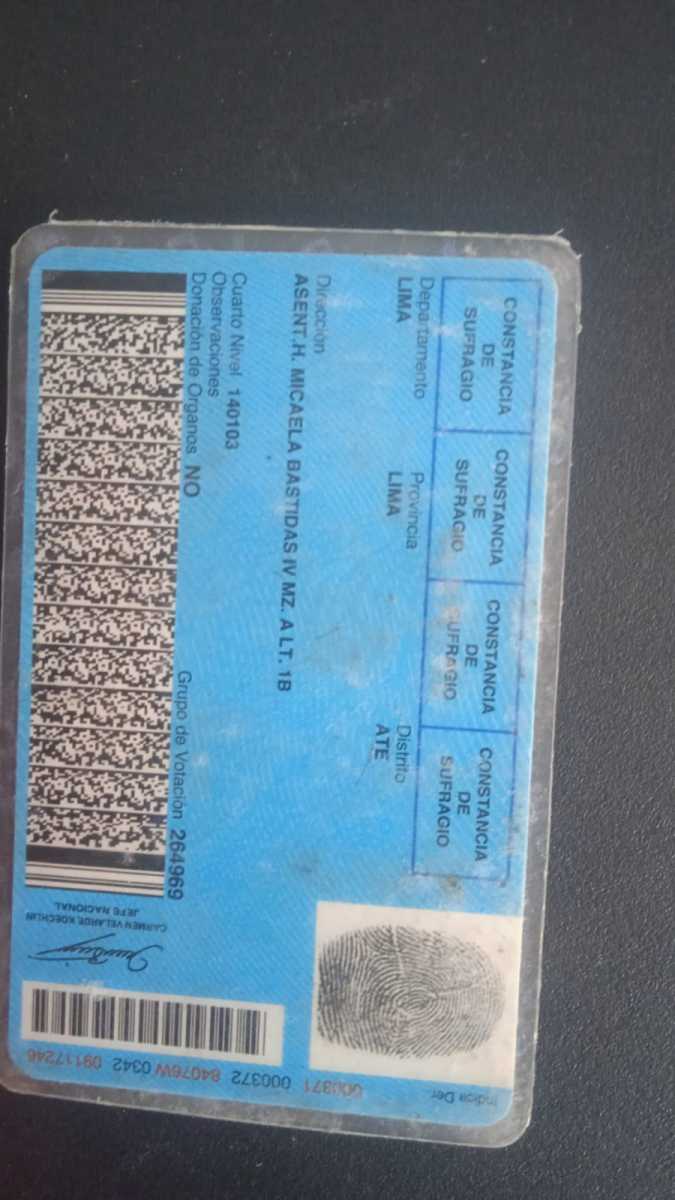 CONSTANCIA DE SUFRAGIO
CONSTANCIA DE SUFRAGIO
CONSTANCIA DE SUFRAGIO
CONSTANCIA DE SUFRAGIO
Departamento Provincia Distrito
LIMA LIMA ATE
Dirección
ASENT.H. MICAELA BASTIDAS IV MZ. A LT. 1B
Cuarto Nivel 140103
Observaciones
Donación de Organos NO Grupo de Votación 264969
Indice Der.
CARMEN VELARDE KOECHLIN
JEFE NACIONAL
000371 000372 84076W 0342 09117246